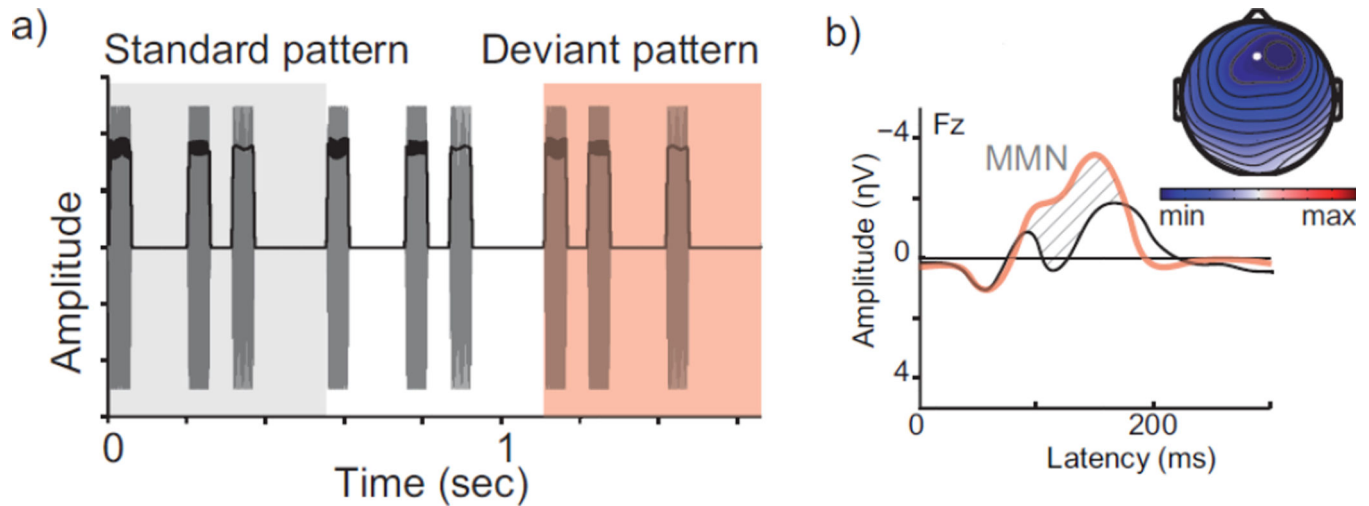 a)
Standard pattern
Deviant pattern
Amplitude
0
1
Time (sec)
b)
Fz
MMN
−4
0
4
Amplitude (ηV)
0
200
Latency (ms)
min
max